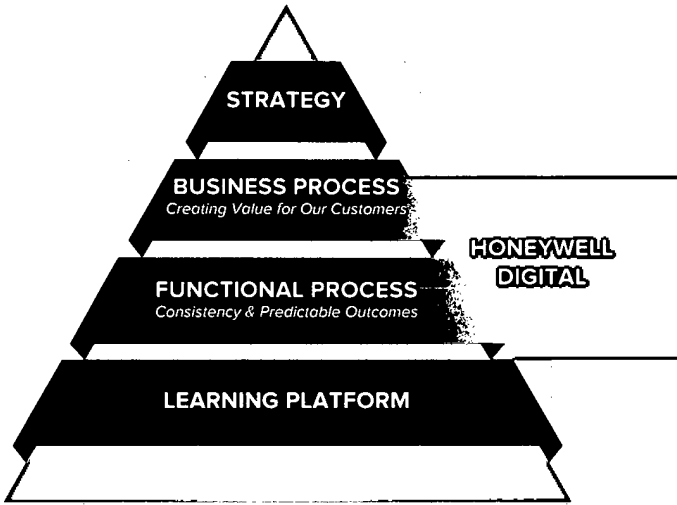 STRATEGY
BUSINESS PROCESS
Creating Value for Our Customers
HONEYWELL
DIGITAL
FUNCTIONAL PROCESS
Consistency & Predictable Outcomes
LEARNING PLATFORM